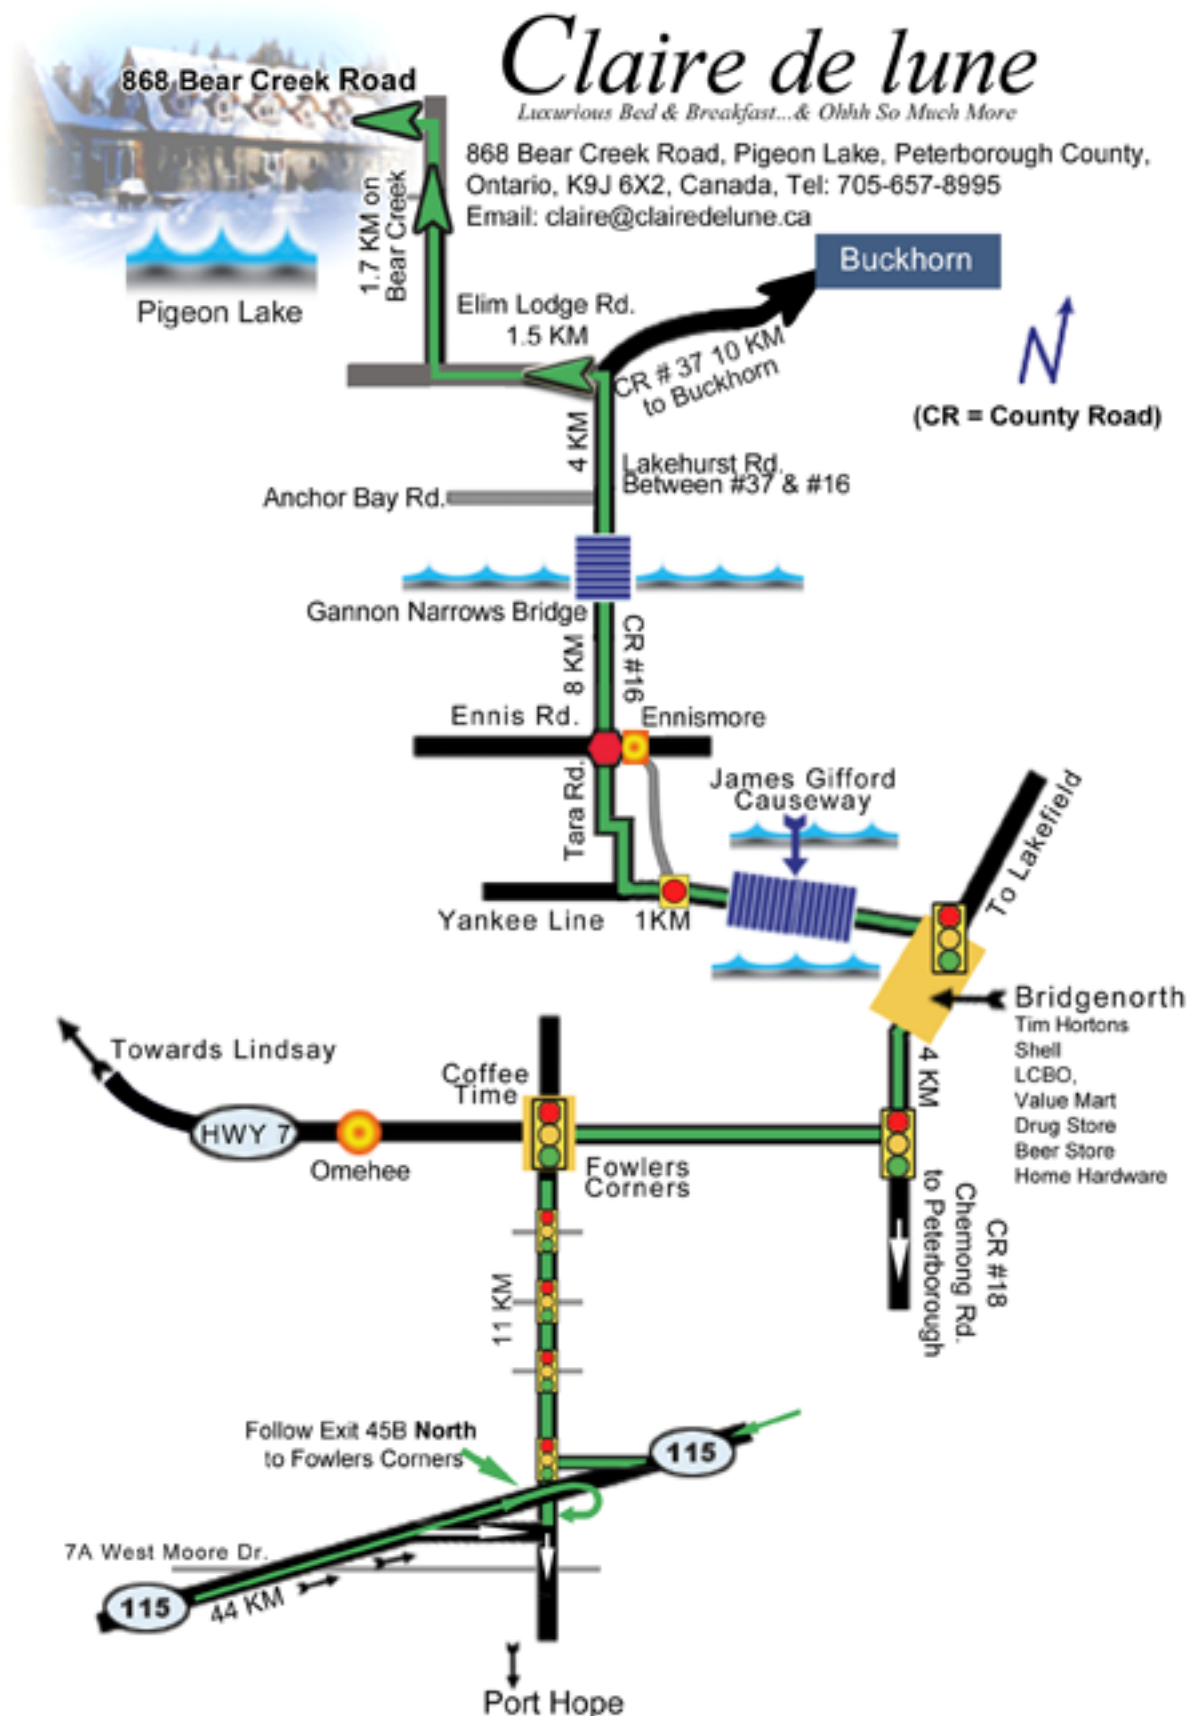 Claire de lune
Luxurious Bed & Breakfast...& Ohhh So Much More
868 Bear Creek Road
868 Bear Creek Road, Pigeon Lake, Peterborough County,
Ontario, K9J 6X2, Canada, Tel: 705-657-8995
Email: claire@clairedelune.ca
1.7 KM on
Bear Creek
Pigeon Lake
Buckhorn
Elim Lodge Rd.
1.5 KM
CR # 37 10 KM
to Buckhorn
N
(CR = County Road)
4 KM
Lakehurst Rd.
Between #37 & #16
Anchor Bay Rd.
Gannon Narrows Bridge
8 KM
CR #16
Ennis Rd.
Ennismore
Tara Rd.
James Gifford
Causeway
To Lakefield
Yankee Line
1KM
Bridgenorth
Tim Hortons
Shell
LCBO,
Value Mart
Drug Store
Beer Store
Home Hardware
4 KM
Towards Lindsay
Coffee
Time
HWY 7
Omehee
Fowlers
Corners
CR #18
Chemong Rd.
to Peterborough
11 KM
Follow Exit 45B North
to Fowlers Corners
115
7A West Moore Dr.
115
44 KM
Port Hope